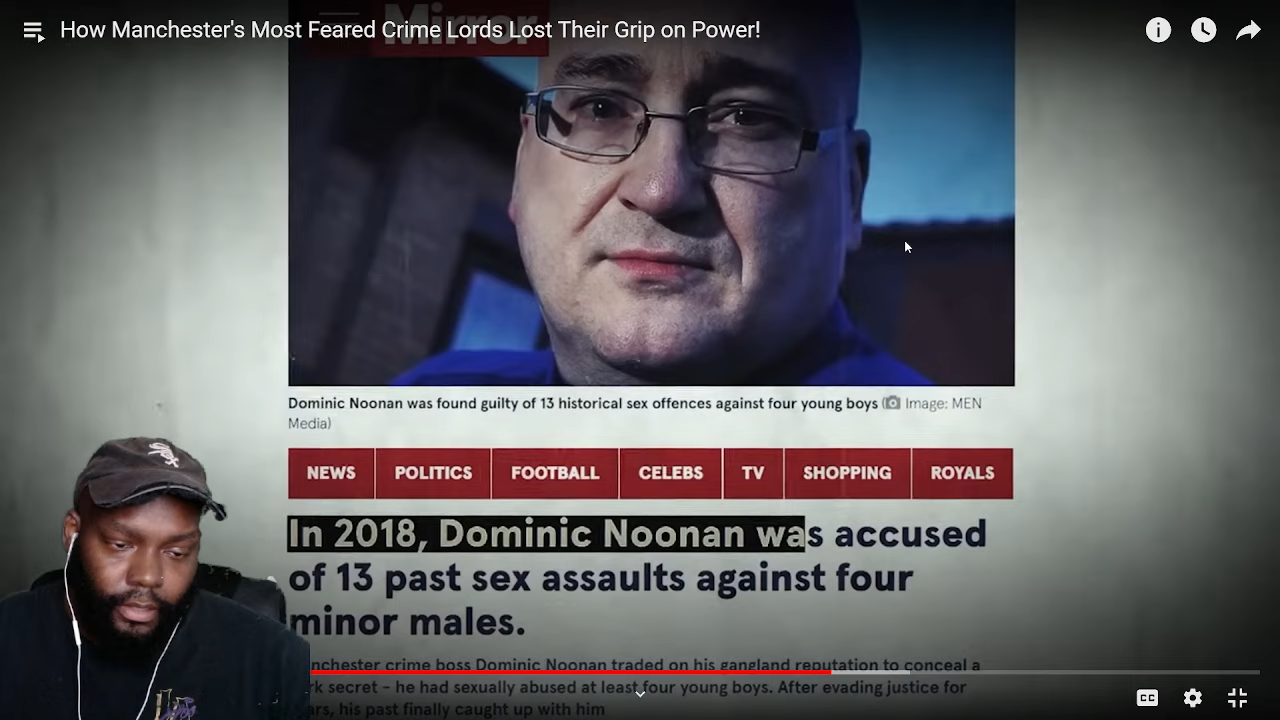 How Manchester's Most Feared Crime Lords Lost Their Grip on Power!
Mirror
Dominic Noonan was found guilty of 13 historical sex offences against four young boys ( Image: MEN
Media)
NEWS
POLITICS
FOOTBALL
CELEBS
TV
SHOPPING
ROYALS
In 2018, Dominic Noonan was accused
of 13 past sex assaults against four
minor males.
nchester crime boss Dominic Noonan traded on his gangland reputation to conceal a
rk secret - he had sexually abused at least four young boys. After evading justice for
ars, his past finally caught up with him
CC